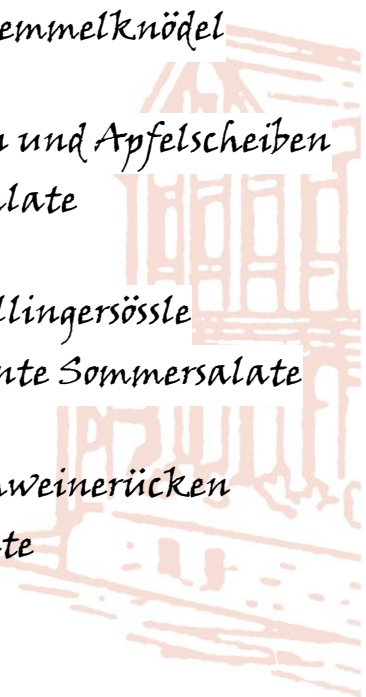 emmelknödel
und Apfelscheiben
late
llingersössle
nte Sommersalate
weinerücken
te